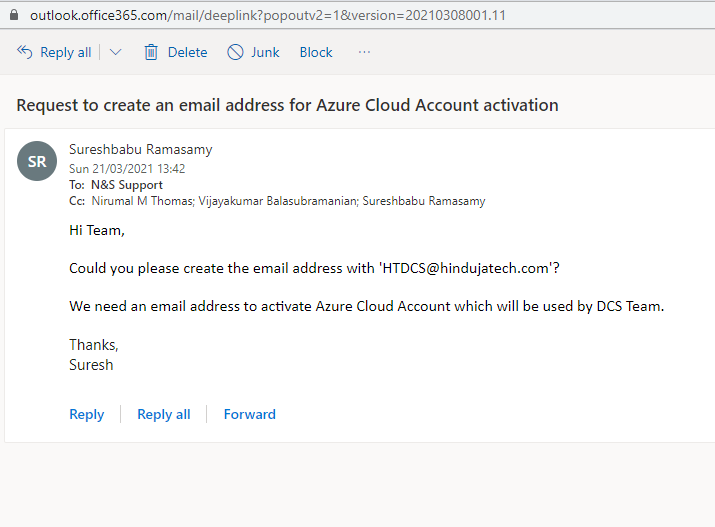 outlook.office365.com/mail/deeplink?popoutv2=1&version=20210308001.11
Reply all Delete Junk Block ...
Request to create an email address for Azure Cloud Account activation
SR
Sureshbabu Ramasamy
Sun 21/03/2021 13:42
To: N&S Support
Cc: Nirumal M Thomas; Vijayakumar Balasubramanian; Sureshbabu Ramasamy
Hi Team,
Could you please create the email address with 'HTDCS@hindujatech.com'?
We need an email address to activate Azure Cloud Account which will be used by DCS Team.
Thanks,
Suresh
Reply Reply all Forward